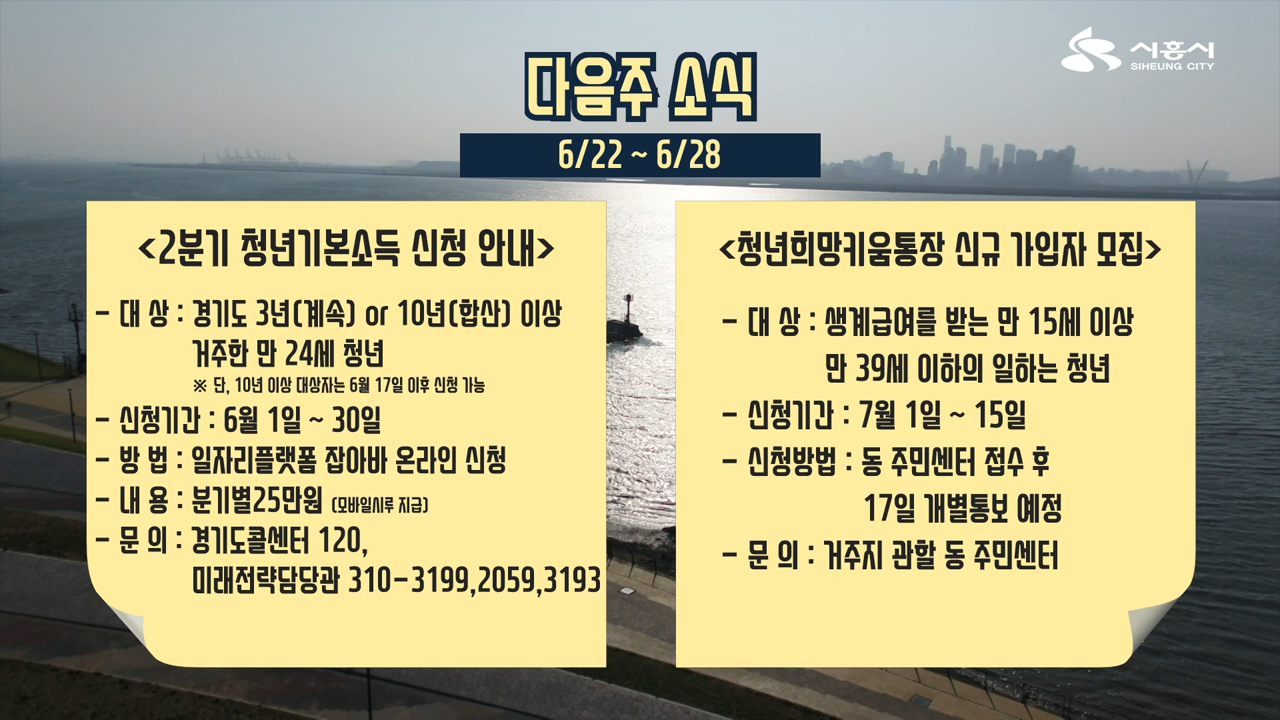 시흥시
SIHEUNG CITY
다음주 소식
6/22 ~ 6/28
<2분기 청년기본소득 신청 안내>
- 대 상 : 경기도 3년(계속) or 10년(합산) 이상
거주한 만 24세 청년
※ 단, 10년 이상 대상자는 6월 17일 이후 신청 가능
- 신청기간 : 6월 1일 ~ 30일
- 방 법 : 일자리플랫폼 잡아바 온라인 신청
- 내 용 : 분기별25만원 (모바일시루 지급)
- 문 의 : 경기도콜센터 120,
미래전략담당관 310-3199,2059,3193
<청년희망키움통장 신규 가입자 모집>
- 대 상 : 생계급여를 받는 만 15세 이상
만 39세 이하의 일하는 청년
- 신청기간 : 7월 1일 ~ 15일
- 신청방법 : 동 주민센터 접수 후
17일 개별통보 예정
- 문 의 : 거주지 관할 동 주민센터